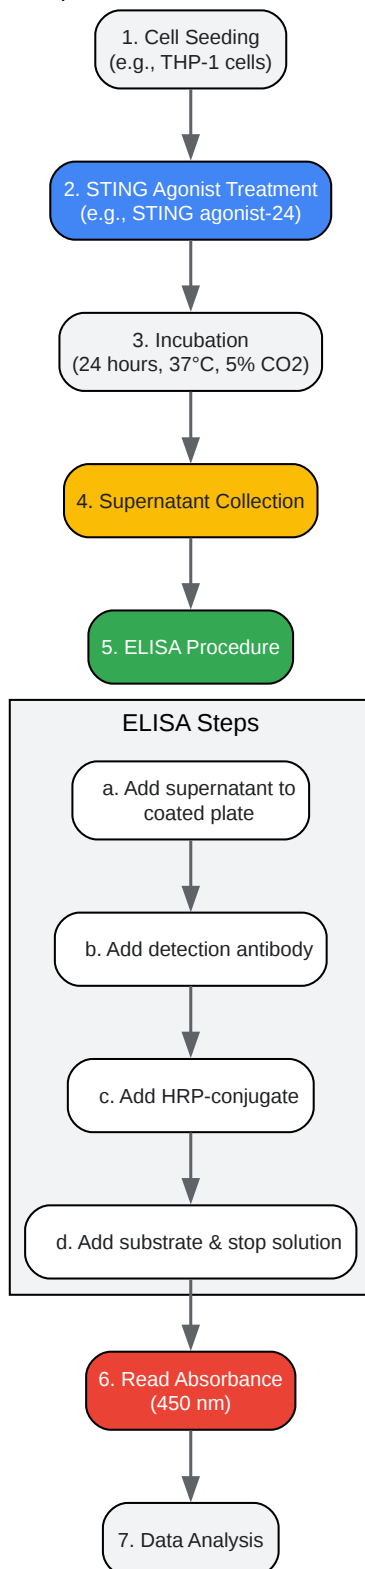 1. Cell Seeding
(e.g., THP-1 cells)
2. STING Agonist Treatment
(e.g., STING agonist-24)
3. Incubation
(24 hours, 37°C, 5% CO2)
4. Supernatant Collection
5. ELISA Procedure
ELISA Steps
a. Add supernatant to
coated plate
b. Add detection antibody
c. Add HRP-conjugate
d. Add substrate & stop solution
6. Read Absorbance
(450 nm)
7. Data Analysis